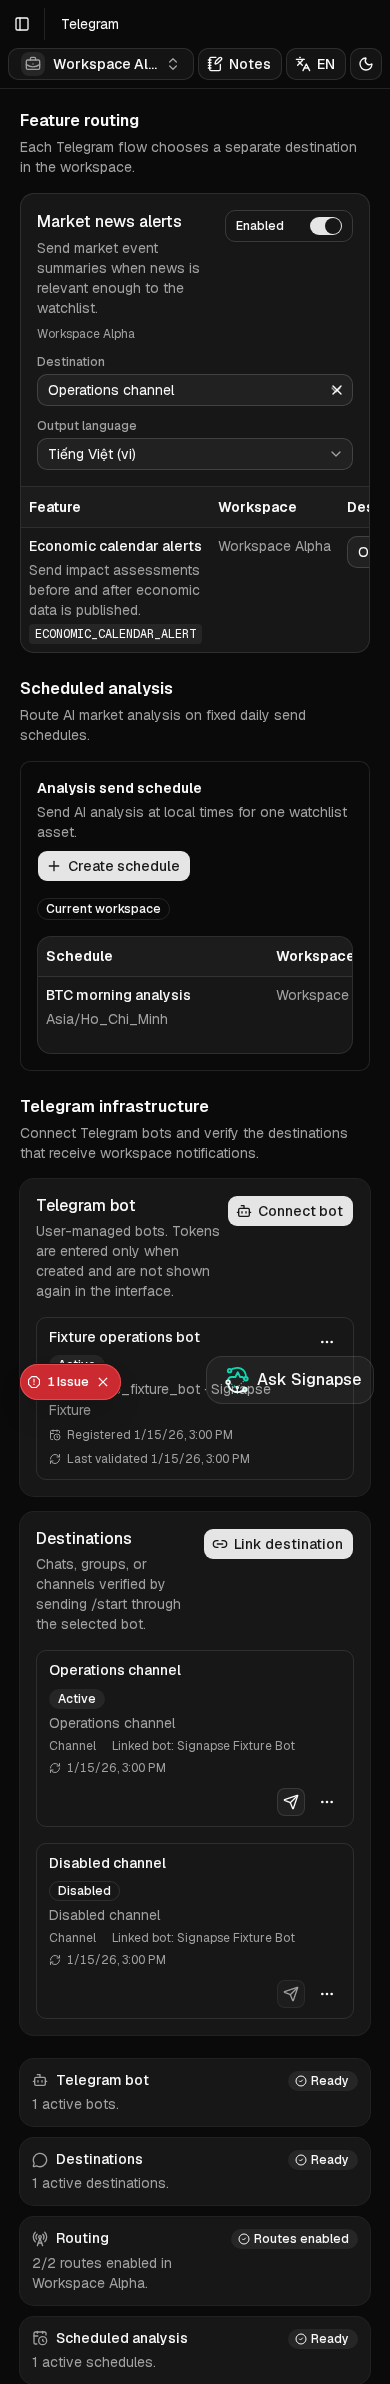 Telegram
Workspace Al...
Notes
EN
Feature routing
Each Telegram flow chooses a separate destination
in the workspace.
Market news alerts
Enabled
Send market event
summaries when news is
relevant enough to the
watchlist.
Workspace Alpha
Destination
Operations channel
Output language
Tiếng Việt (vi)
Feature Workspace Des
Economic calendar alerts Workspace Alpha O
Send impact assessments
before and after economic
data is published.
ECONOMIC_CALENDAR_ALERT
Scheduled analysis
Route AI market analysis on fixed daily send
schedules.
Analysis send schedule
Send AI analysis at local times for one watchlist
asset.
Create schedule
Current workspace
Schedule Workspace
BTC morning analysis Workspace
Asia/Ho_Chi_Minh
Telegram infrastructure
Connect Telegram bots and verify the destinations
that receive workspace notifications.
Telegram bot
Connect bot
User-managed bots. Tokens
are entered only when
created and are not shown
again in the interface.
Fixture operations bot
Active
1 Issue
_fixture_bot · Signapse
Ask Signapse
Fixture
Registered 1/15/26, 3:00 PM
Last validated 1/15/26, 3:00 PM
Destinations
Link destination
Chats, groups, or
channels verified by
sending /start through
the selected bot.
Operations channel
Active
Operations channel
Channel Linked bot: Signapse Fixture Bot
1/15/26, 3:00 PM
Disabled channel
Disabled
Disabled channel
Channel Linked bot: Signapse Fixture Bot
1/15/26, 3:00 PM
Telegram bot
Ready
1 active bots.
Destinations
Ready
1 active destinations.
Routing
Routes enabled
2/2 routes enabled in
Workspace Alpha.
Scheduled analysis
Ready
1 active schedules.